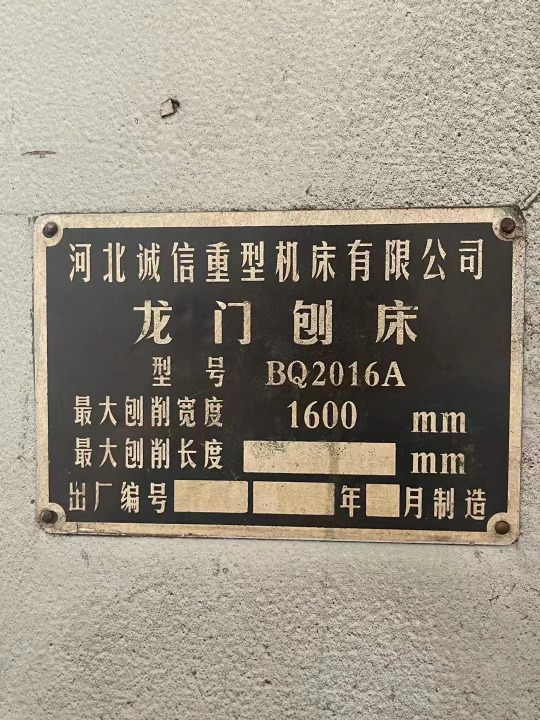 河北诚信重型机床有限公司
龙门刨床
型号 BQ2016A
最大刨削宽度 1600 mm
最大刨削长度 mm
出厂编号 年 月制造